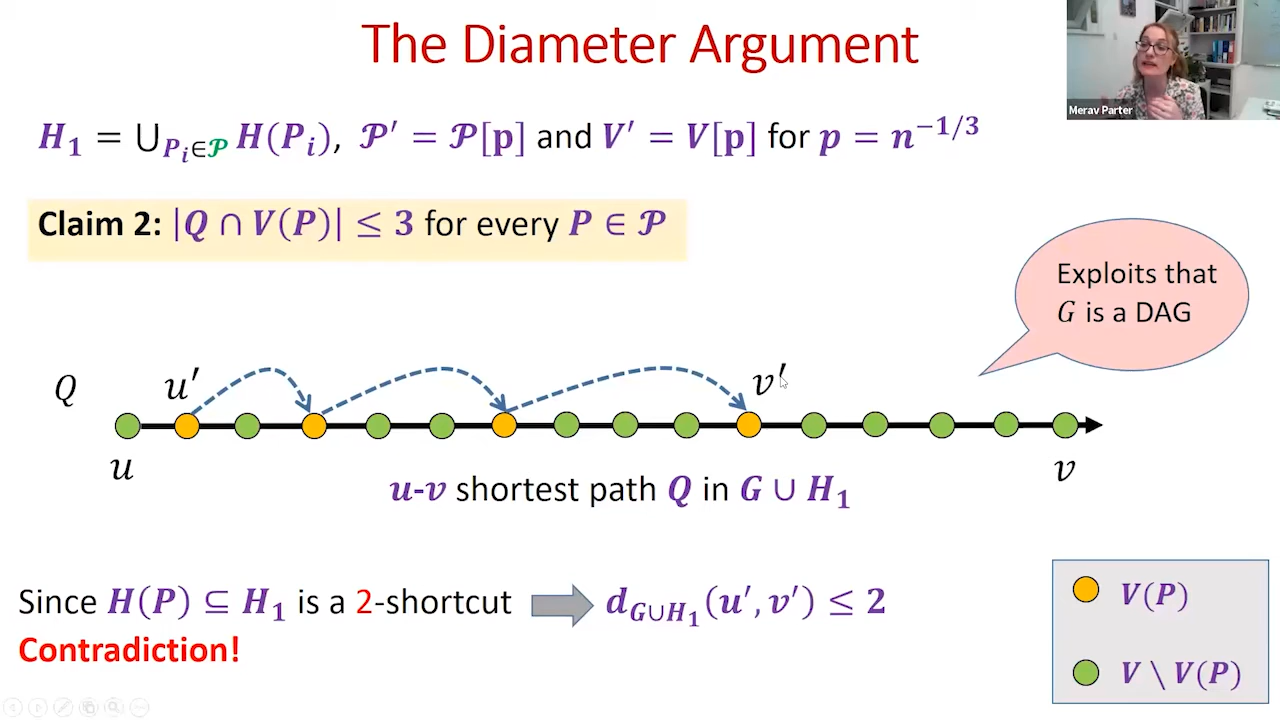 The Diameter Argument
Merav Parter
H₁ = ⋃_{Pᵢ∈𝒫} H(Pᵢ), 𝒫′ = 𝒫[p] and V′ = V[p] for p = n^{−1/3}
Claim 2: |Q ∩ V(P)| ≤ 3 for every P ∈ 𝒫
Exploits that
G is a DAG
Q u′ v′
u v
u-v shortest path Q in G ∪ H₁
Since H(P) ⊆ H₁ is a 2-shortcut d_{G∪H₁}(u′, v′) ≤ 2
Contradiction!
V(P)
V \ V(P)